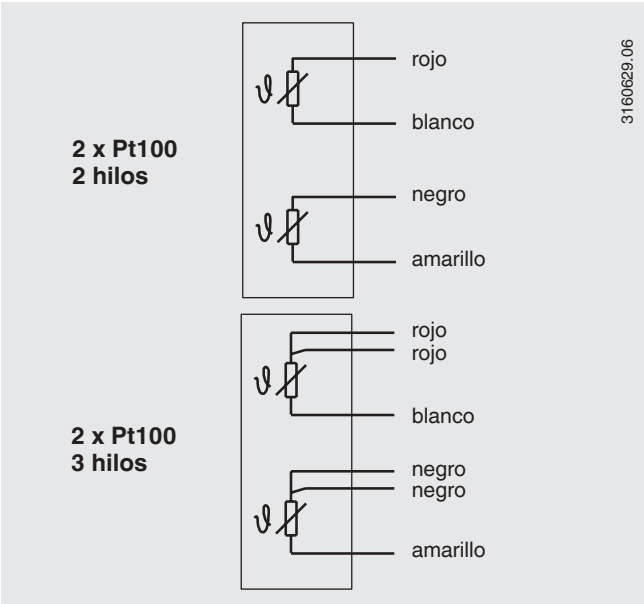 3160629.06
2 x Pt100
2 hilos
ϑ
rojo
blanco
ϑ
negro
amarillo
2 x Pt100
3 hilos
ϑ
rojo
rojo
blanco
ϑ
negro
negro
amarillo